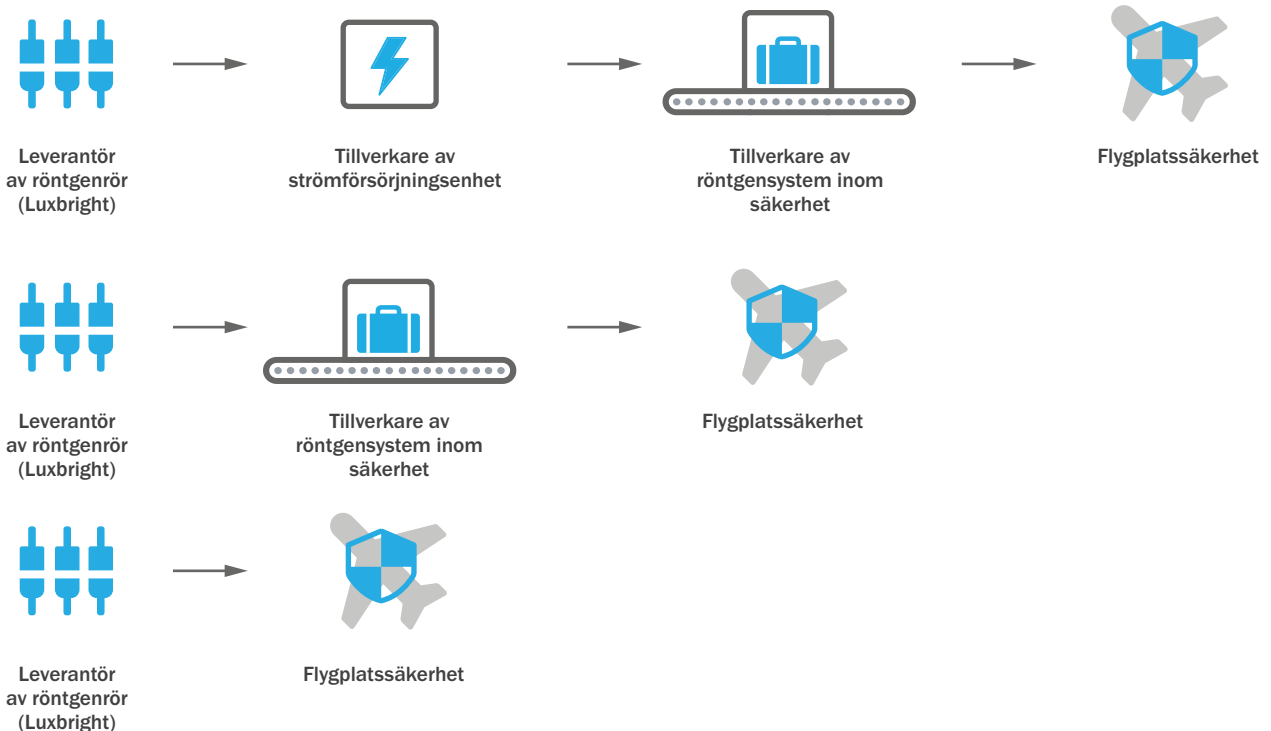 Leverantör
av röntgenrör
(Luxbright)
Tillverkare av
strömförsörjningsenhet
Tillverkare av
röntgensystem inom
säkerhet
Flygplatssäkerhet
Leverantör
av röntgenrör
(Luxbright)
Tillverkare av
röntgensystem inom
säkerhet
Flygplatssäkerhet
Leverantör
av röntgenrör
(Luxbright)
Flygplatssäkerhet